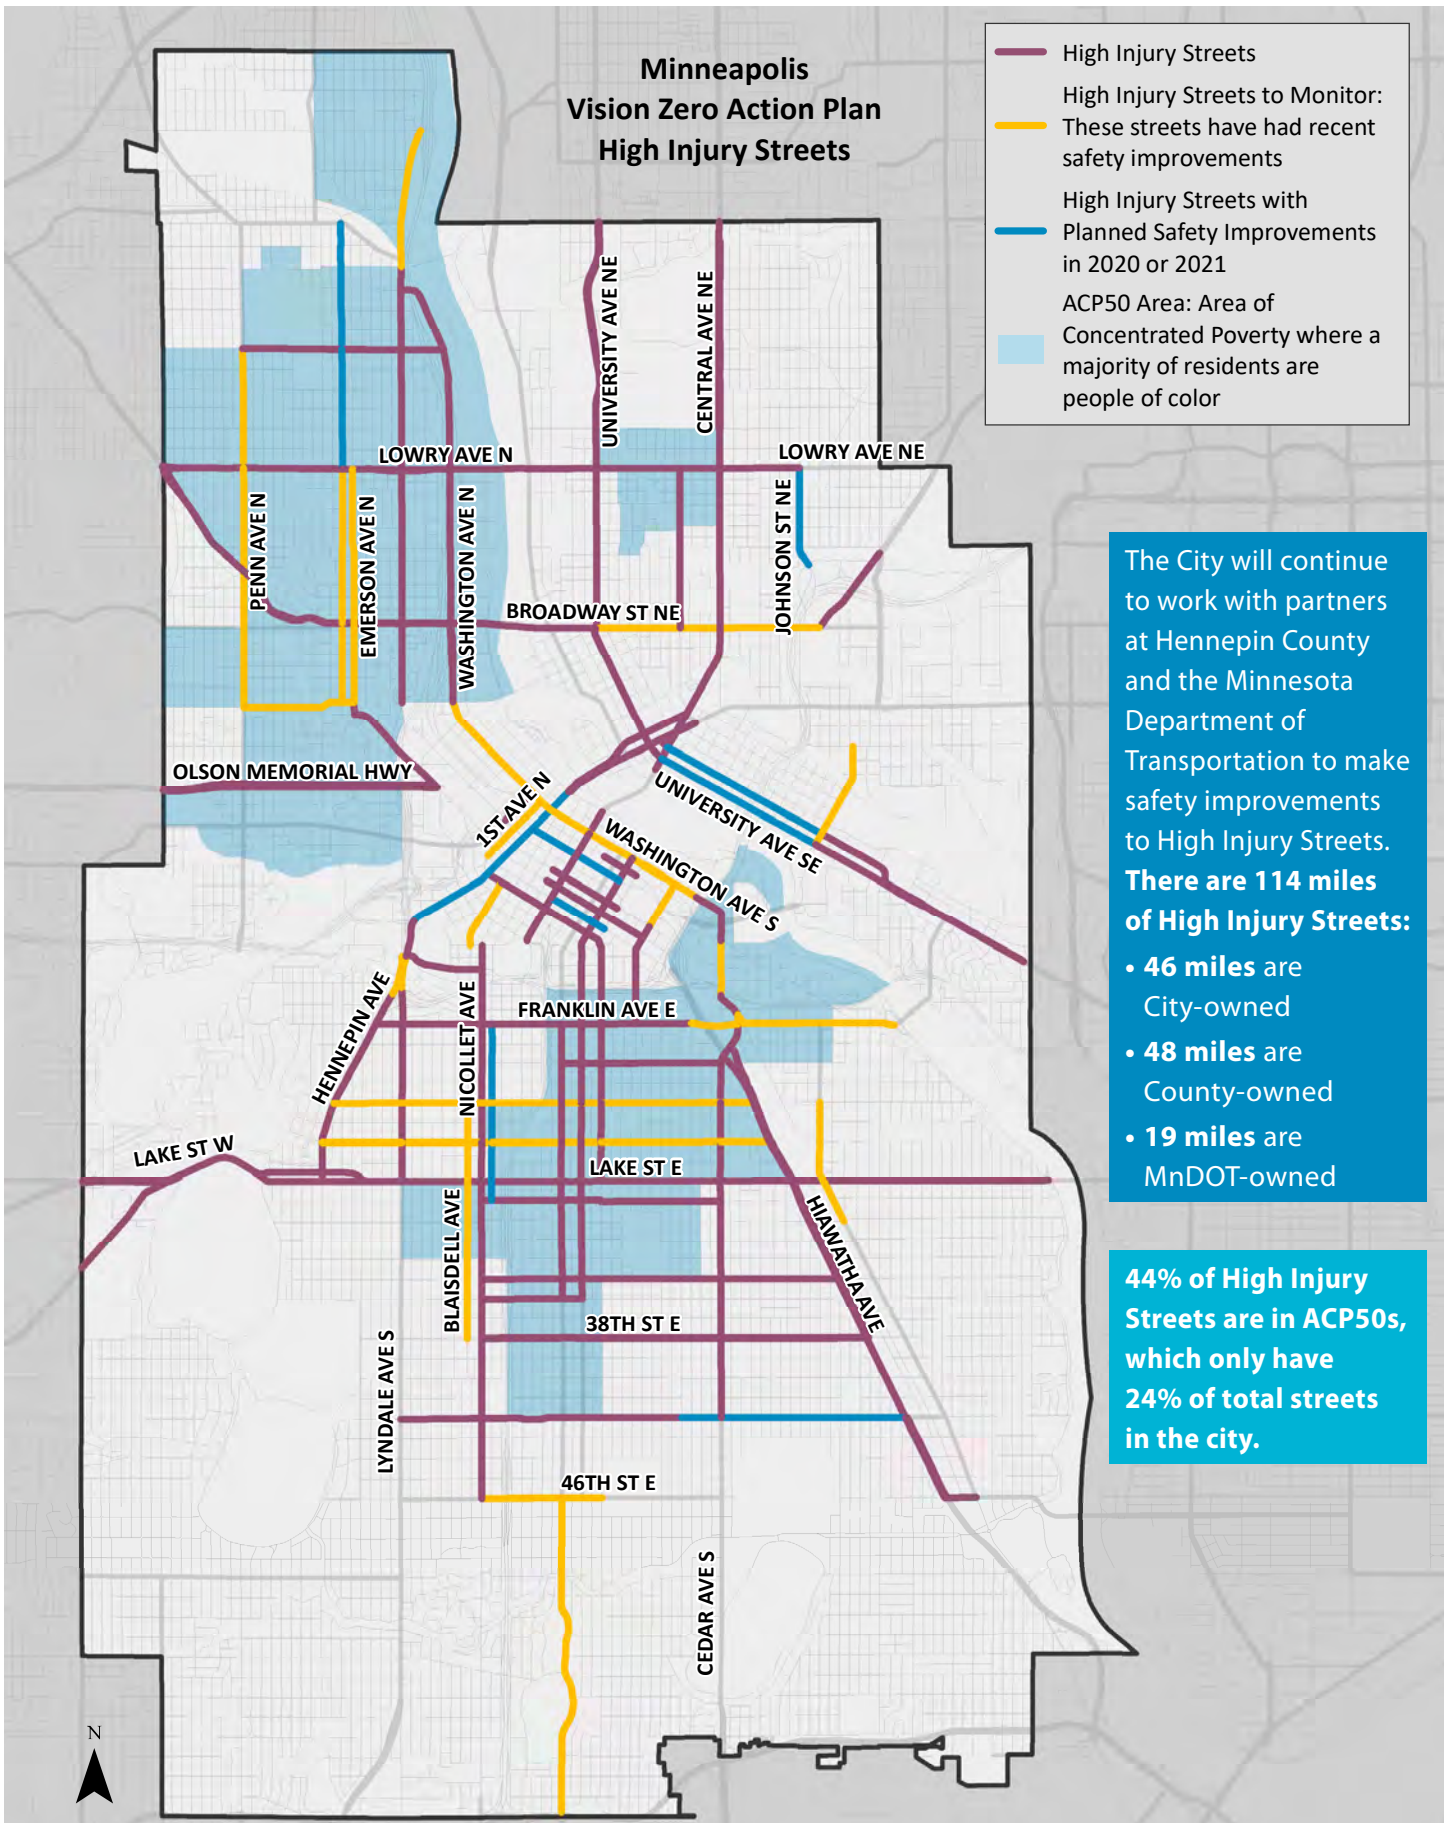 Minneapolis
Vision Zero Action Plan
High Injury Streets
High Injury Streets
High Injury Streets to Monitor:
These streets have had recent
safety improvements
High Injury Streets with
Planned Safety Improvements
in 2020 or 2021
ACP50 Area: Area of
Concentrated Poverty where a
majority of residents are
people of color
UNIVERSITY AVE NE
CENTRAL AVE NE
LOWRY AVE N
LOWRY AVE NE
PENN AVE N
EMERSON AVE N
WASHINGTON AVE N
JOHNSON ST NE
BROADWAY ST NE
OLSON MEMORIAL HWY
1ST AVE N
UNIVERSITY AVE SE
WASHINGTON AVE S
HENNEPIN AVE
NICOLLET AVE
FRANKLIN AVE E
LAKE ST W
LAKE ST E
BLAISDELL AVE
HIAWATHA AVE
38TH ST E
LYNDALE AVE S
46TH ST E
CEDAR AVE S
N
The City will continue
to work with partners
at Hennepin County
and the Minnesota
Department of
Transportation to make
safety improvements
to High Injury Streets.
There are 114 miles
of High Injury Streets:
• 46 miles are
City-owned
• 48 miles are
County-owned
• 19 miles are
MnDOT-owned
44% of High Injury
Streets are in ACP50s,
which only have
24% of total streets
in the city.